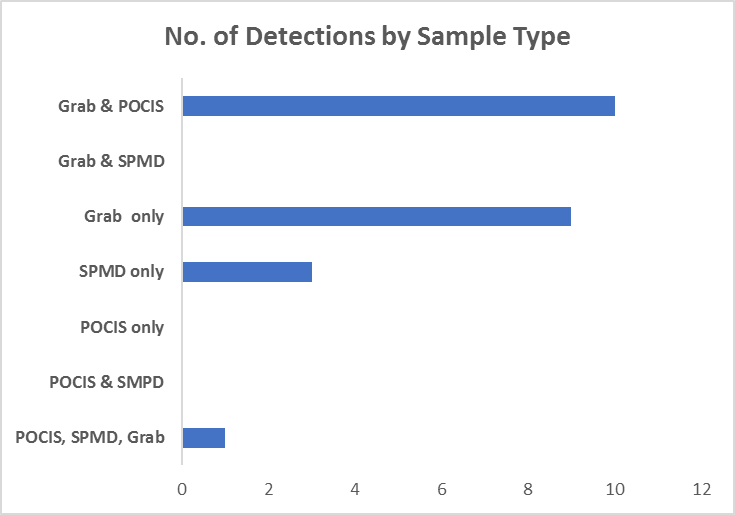 No. of Detections by Sample Type
Grab & POCIS
Grab & SPMD
Grab  only
SPMD only
POCIS only
POCIS & SMPD
POCIS, SPMD, Grab
0 2 4 6 8 10 12